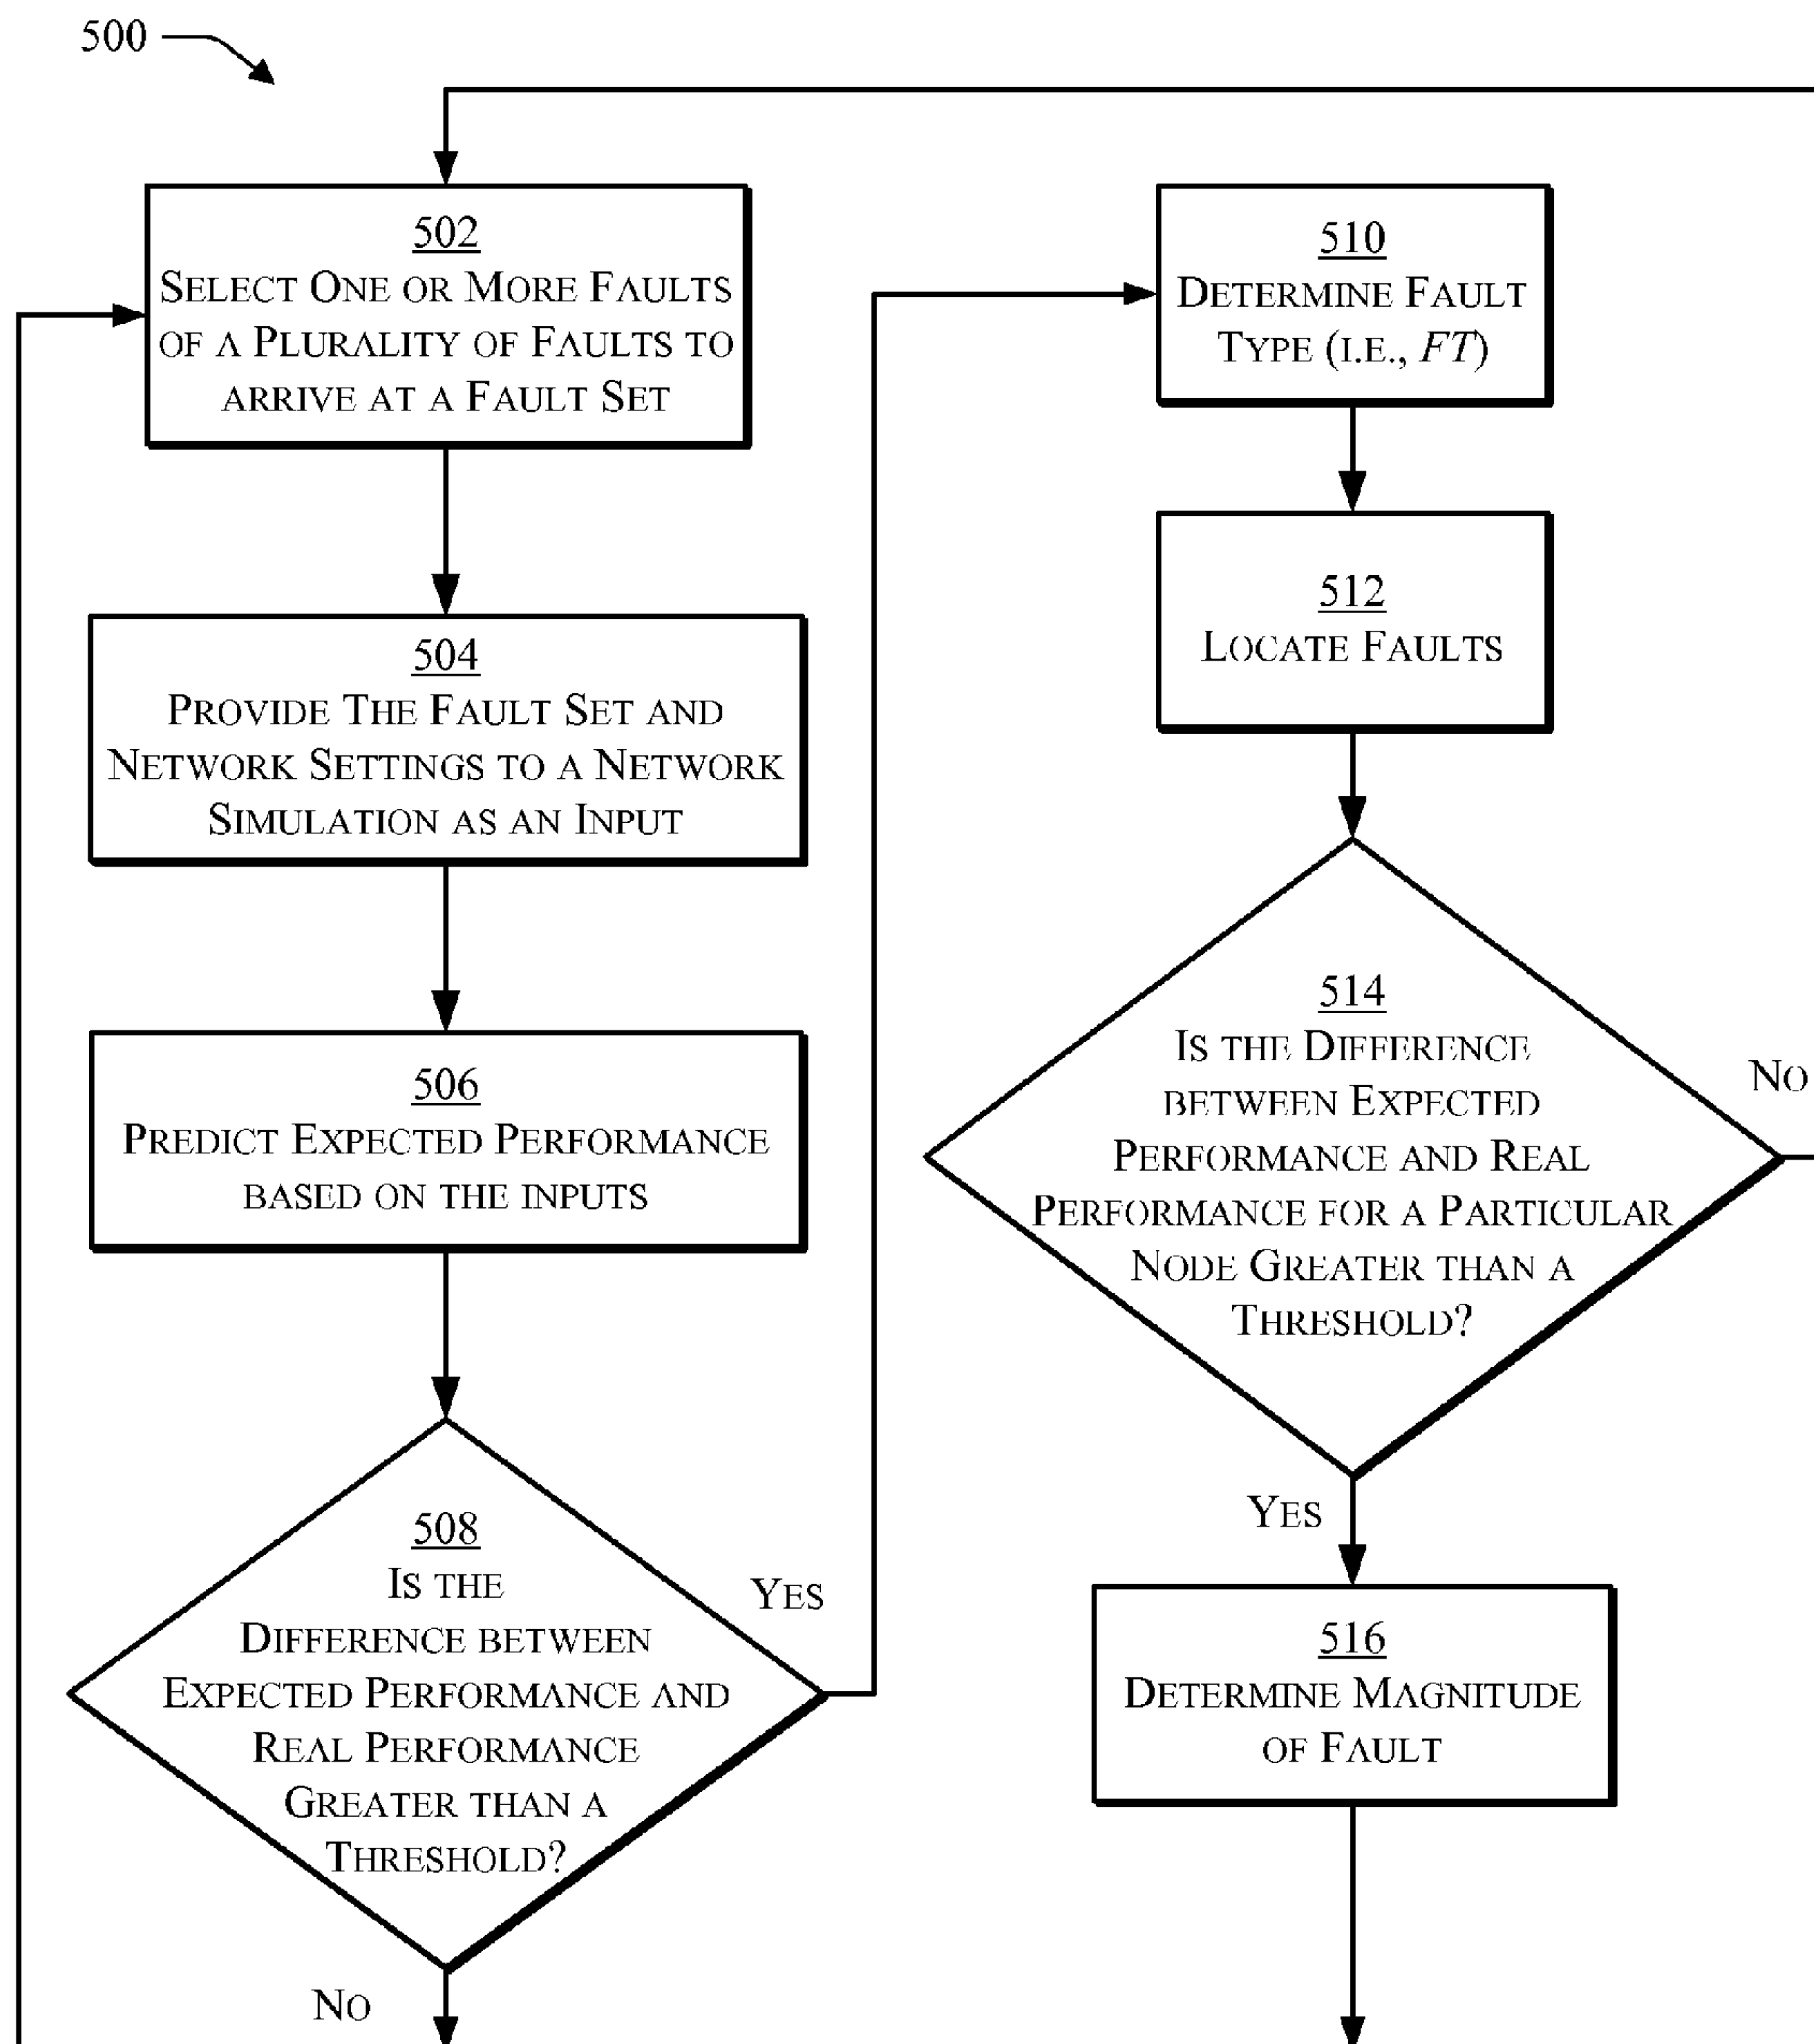 500
502
SELECT ONE OR MORE FAULTS
OF A PLURALITY OF FAULTS TO
ARRIVE AT A FAULT SET
504
PROVIDE THE FAULT SET AND
NETWORK SETTINGS TO A NETWORK
SIMULATION AS AN INPUT
506
PREDICT EXPECTED PERFORMANCE
BASED ON THE INPUTS
508
IS THE
DIFFERENCE BETWEEN
EXPECTED PERFORMANCE AND
REAL PERFORMANCE
GREATER THAN A
THRESHOLD?
YES
NO
510
DETERMINE FAULT
TYPE (I.E., FT)
512
LOCATE FAULTS
514
IS THE DIFFERENCE
BETWEEN EXPECTED
PERFORMANCE AND REAL
PERFORMANCE FOR A PARTICULAR
NODE GREATER THAN A
THRESHOLD?
NO
YES
516
DETERMINE MAGNITUDE
OF FAULT